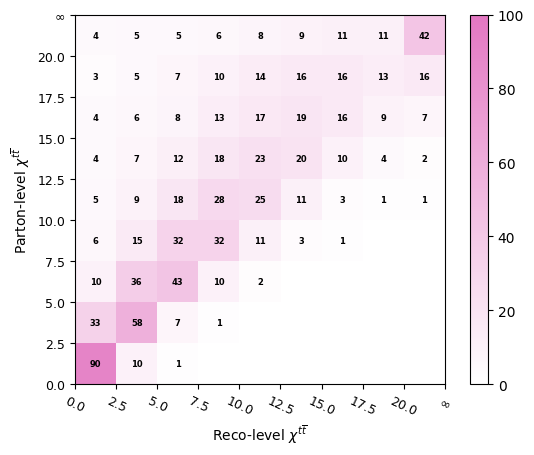 ∞ 4 5 5 6 8 9 11 11 42 100
20.0 3 5 7 10 14 16 16 13 16
17.5 80
4 6 8 13 17 19 16 9 7
15.0
4 7 12 18 23 20 10 4 2 60
12.5
5 9 18 28 25 11 3 1 1
10.0 40
6 15 32 32 11 3 1
7.5
10 36 43 10 2
5.0 20
33 58 7 1
2.5
90 10 1
0.0 0
0.0 2.5 5.0 7.5 10.0 12.5 15.0 17.5 20.0 ∞
Reco-level χ^{tt̅}
Parton-level χ^{tt̅}